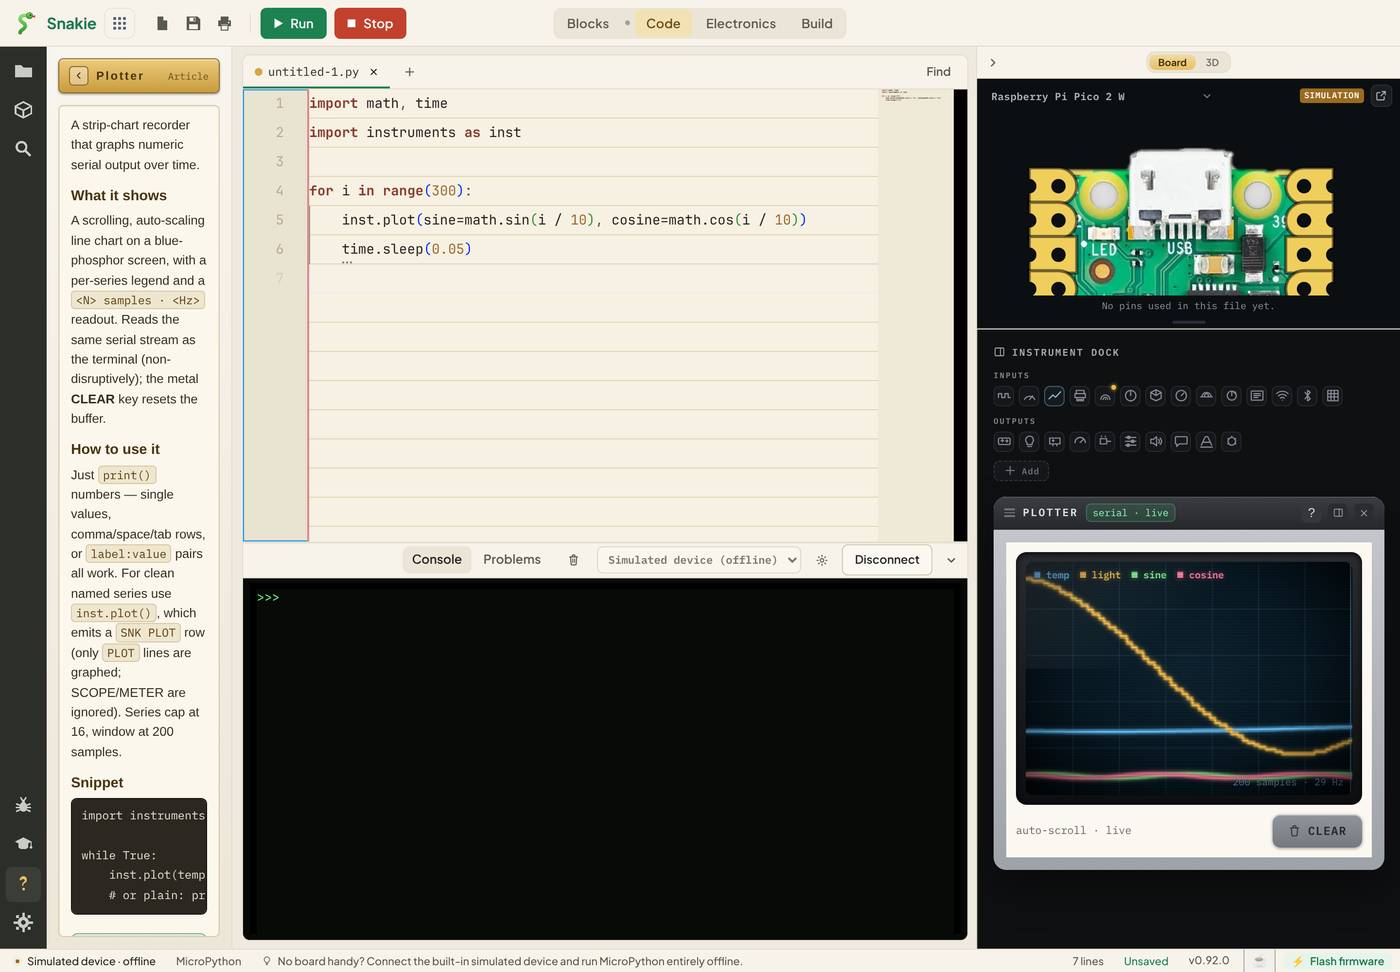 Snakie
Run
Stop
Blocks
Code
Electronics
Build
Plotter
Article
A strip-chart recorder
that graphs numeric
serial output over time.
What it shows
A scrolling, auto-scaling
line chart on a blue-
phosphor screen, with a
per-series legend and a
<N> samples · <Hz>
readout. Reads the
same serial stream as
the terminal (non-
disruptively); the metal
CLEAR key resets the
buffer.
How to use it
Just print()
numbers — single
values,
comma/space/tab rows,
or label:value pairs
all work. For clean
named series use
inst.plot(), which
emits a SNK PLOT row
(only PLOT lines are
graphed;
SCOPE/METER are
ignored). Series cap at
16, window at 200
samples.
Snippet
import instruments
while True:
inst.plot(temp
# or plain: pr
untitled-1.py
Find
1 import math, time
2 import instruments as inst
3
4 for i in range(300):
5 inst.plot(sine=math.sin(i / 10), cosine=math.cos(i / 10))
6 time.sleep(0.05)
7
Console
Problems
Simulated device (offline)
Disconnect
>>>
Board
3D
Raspberry Pi Pico 2 W
SIMULATION
2
39
LED
USB
No pins used in this file yet.
INSTRUMENT DOCK
INPUTS
OUTPUTS
+ Add
PLOTTER
serial · live
?
temp
light
sine
cosine
200 samples · 29 Hz
auto-scroll · live
CLEAR
?
Simulated device · offline
MicroPython
No board handy? Connect the built-in simulated device and run MicroPython entirely offline.
7 lines
Unsaved
v0.92.0
Flash firmware